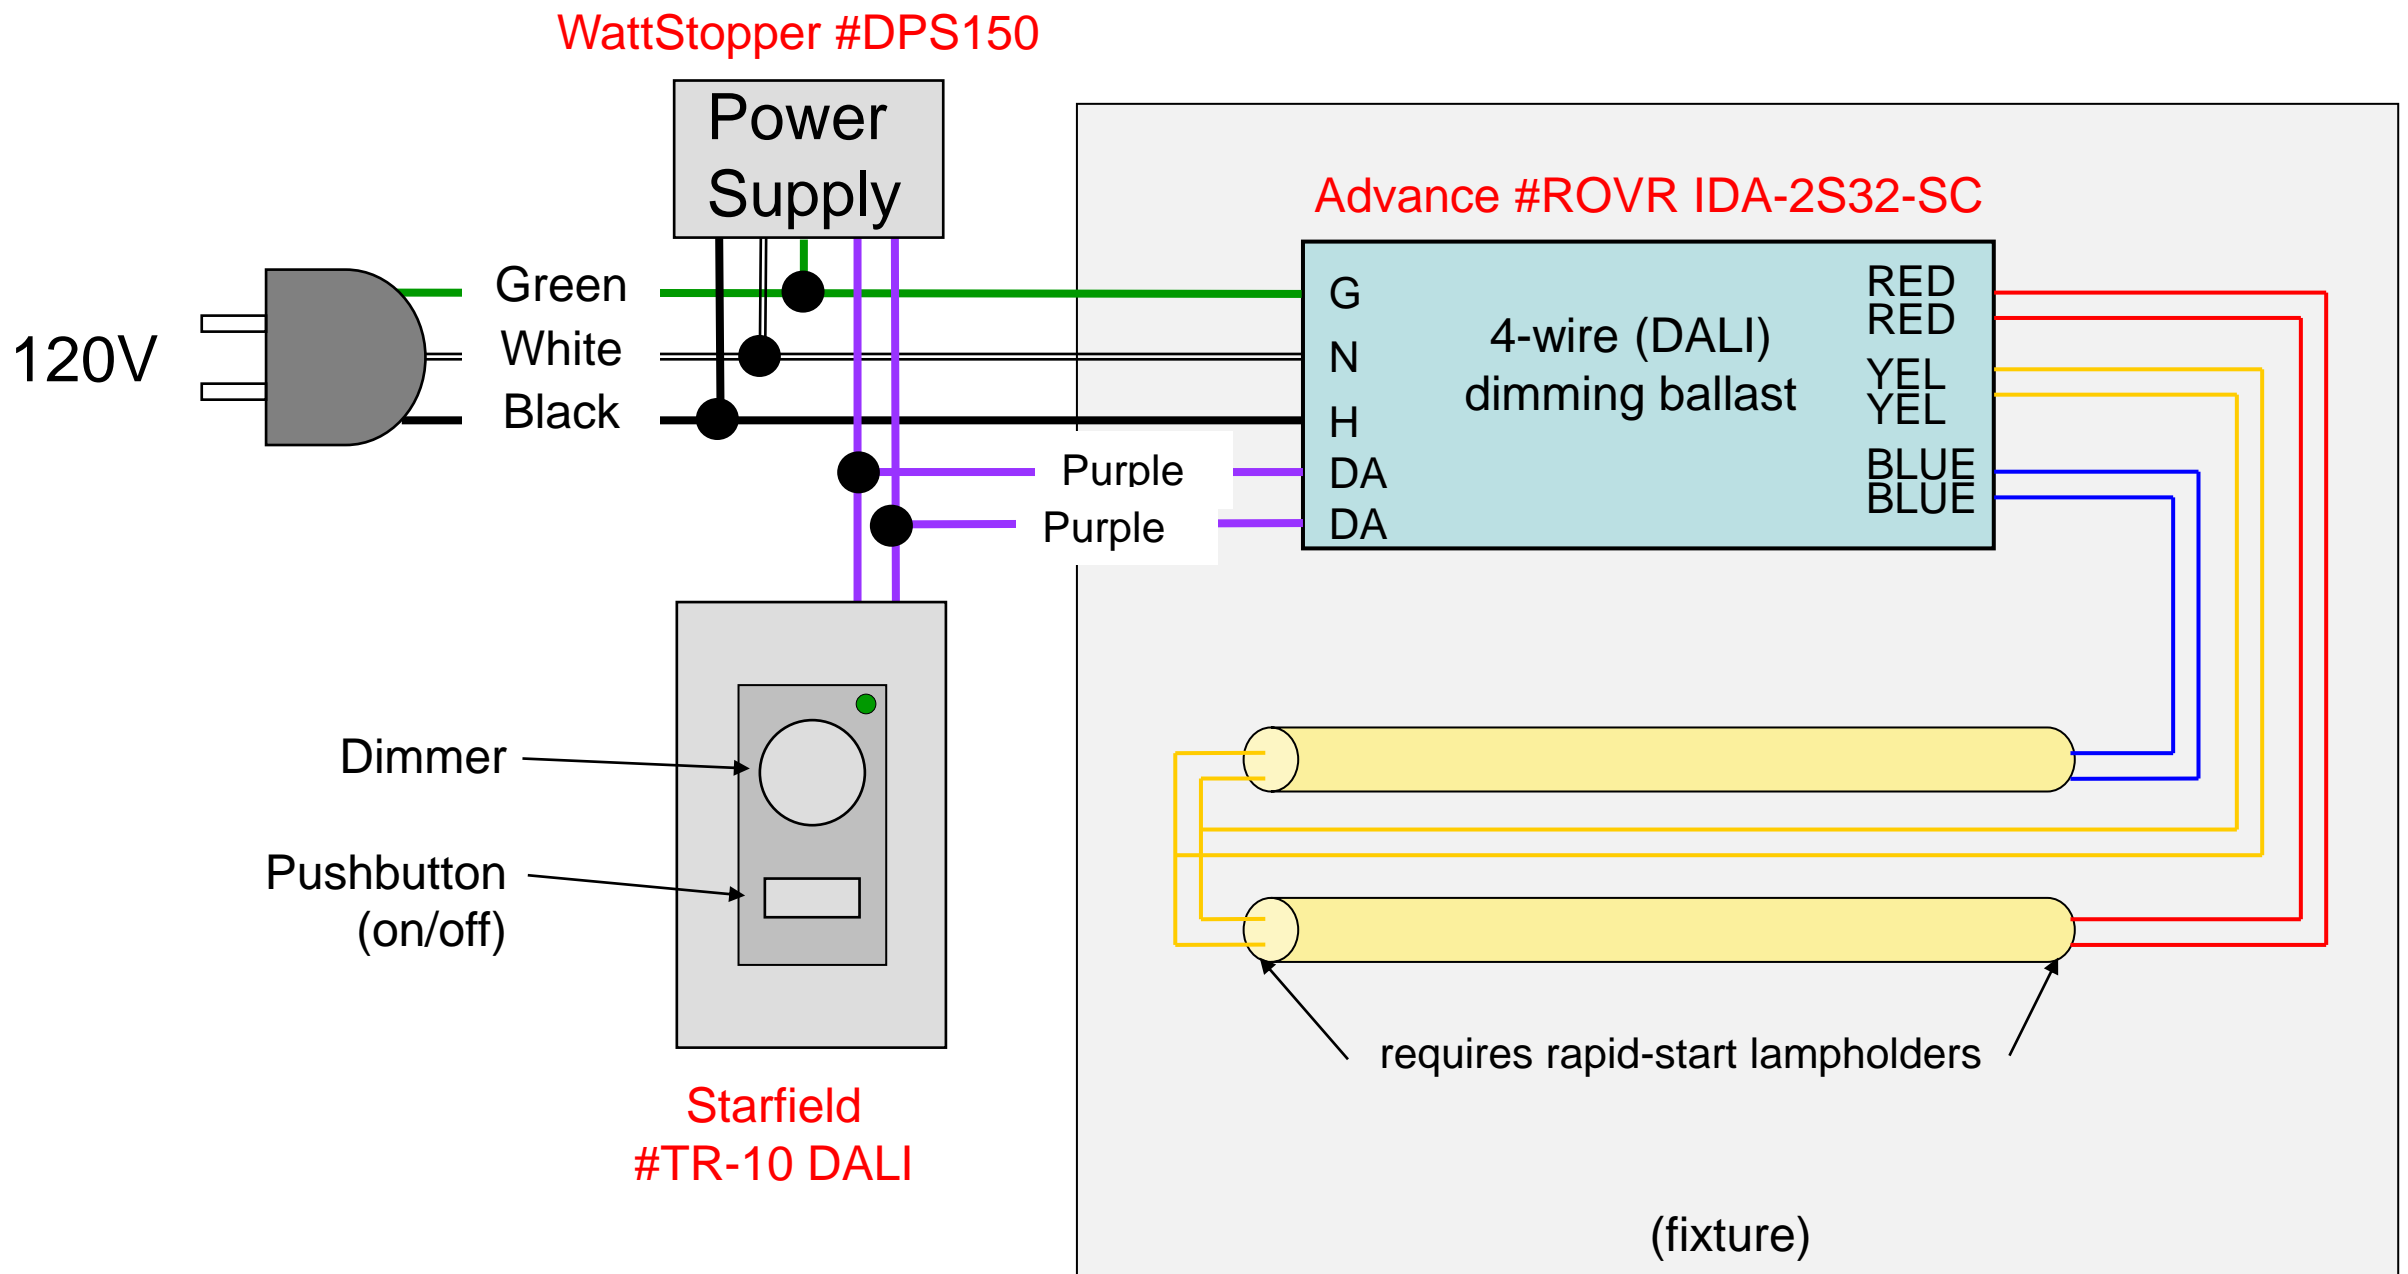 WattStopper #DPS150
Power
Supply
Advance #ROVR IDA-2S32-SC
120V
Green
White
Black
Purple
Purple
G
N
H
DA
DA
4-wire (DALI)
dimming ballast
RED
RED
YEL
YEL
BLUE
BLUE
Dimmer
Pushbutton
(on/off)
Starfield
#TR-10 DALI
requires rapid-start lampholders
(fixture)